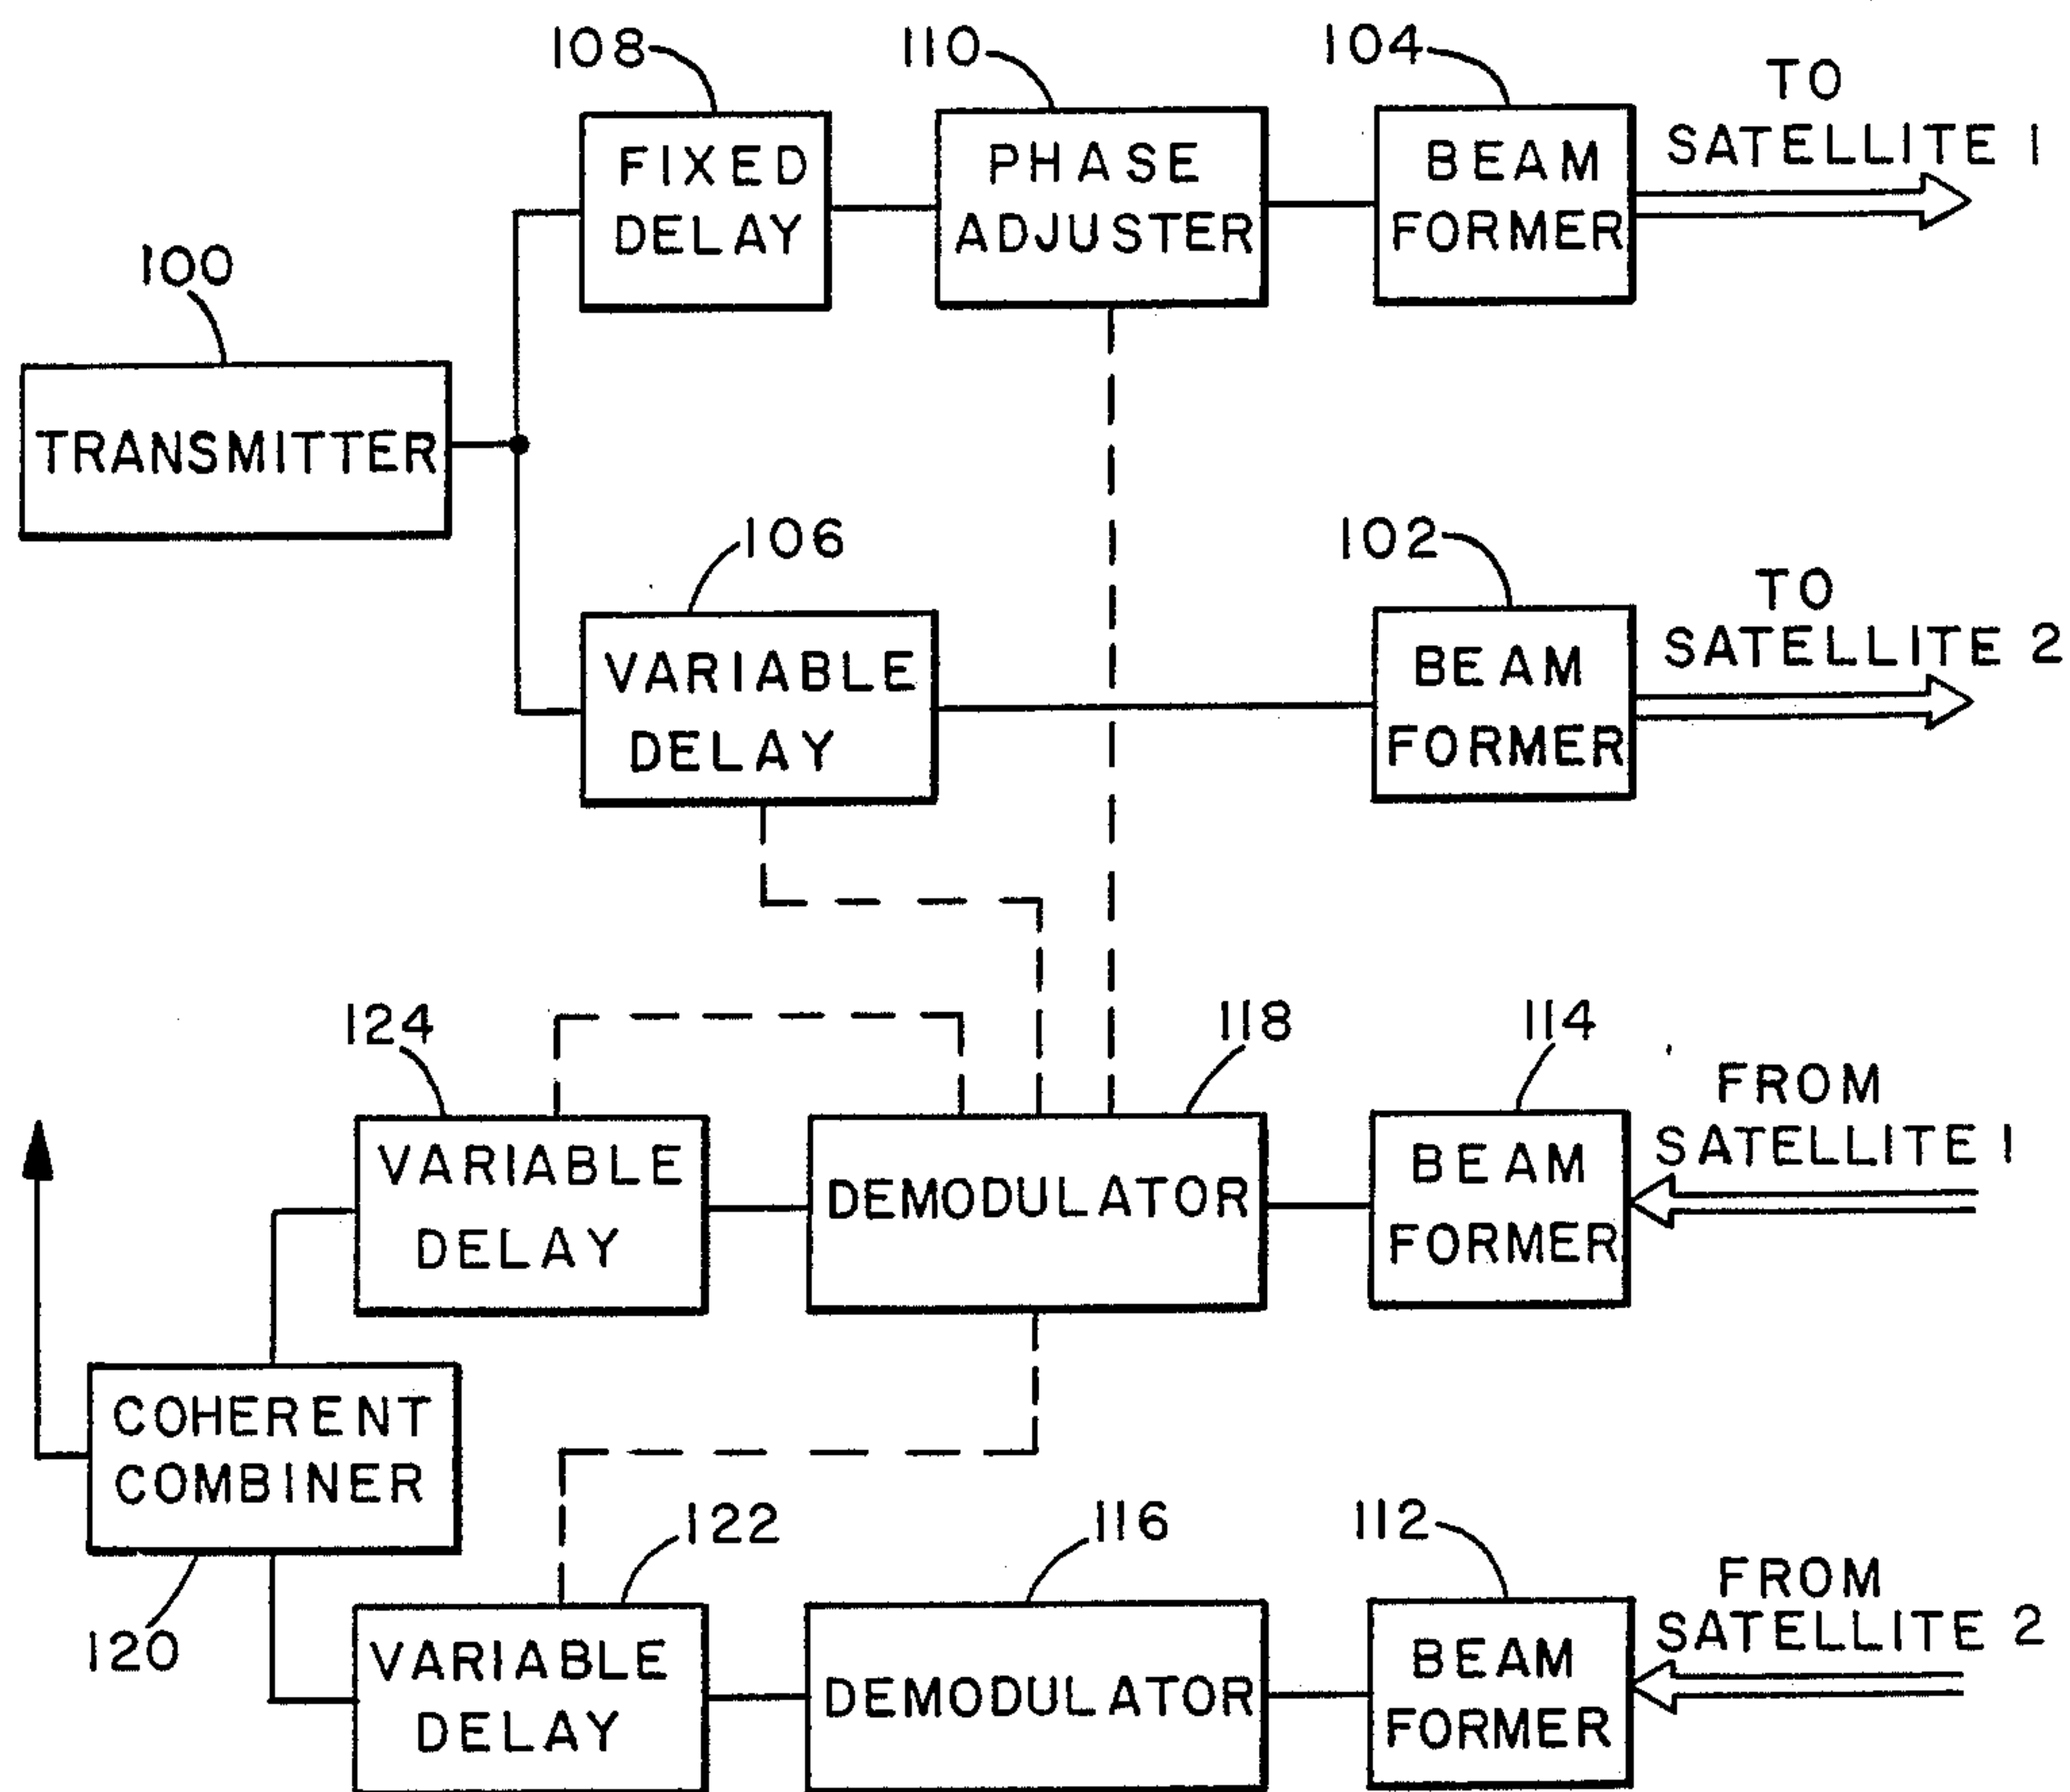 108
110
104
TO
SATELLITE 1
FIXED
DELAY
PHASE
ADJUSTER
BEAM
FORMER
100
TRANSMITTER
106
102
TO
SATELLITE 2
VARIABLE
DELAY
BEAM
FORMER
124
118
114
FROM
SATELLITE 1
VARIABLE
DELAY
DEMODULATOR
BEAM
FORMER
COHERENT
COMBINER
120
122
116
112
FROM
SATELLITE 2
VARIABLE
DELAY
DEMODULATOR
BEAM
FORMER